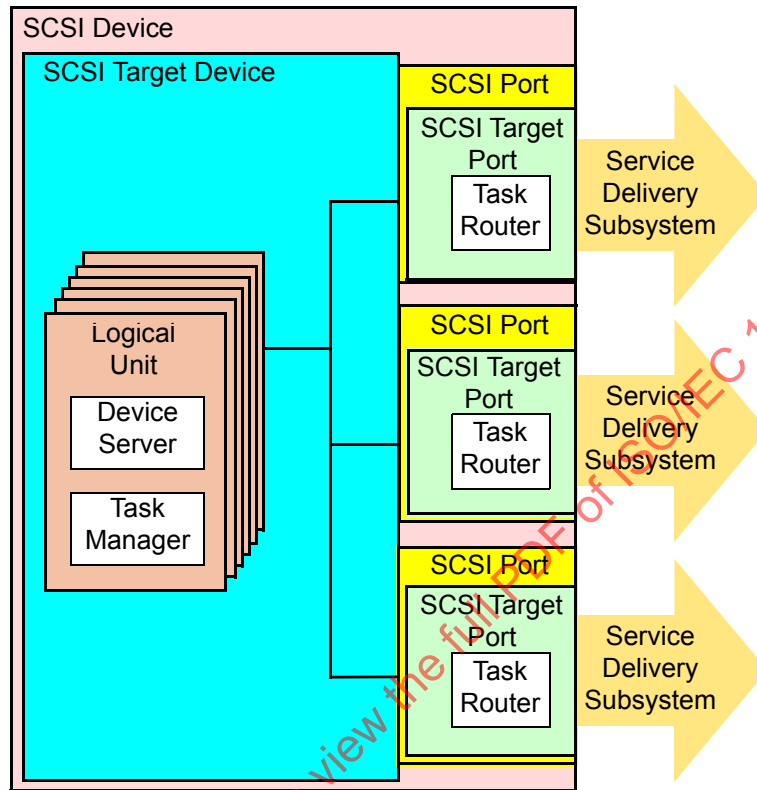 SCSI Device
SCSI Target Device
SCSI Port
SCSI Target
Port
Task
Router
Service
Delivery
Subsystem
Logical
Unit
Device
Server
Task
Manager
SCSI Port
SCSI Target
Port
Task
Router
Service
Delivery
Subsystem
SCSI Port
SCSI Target
Port
Task
Router
Service
Delivery
Subsystem
view the full PDF of ISO/IEC 1